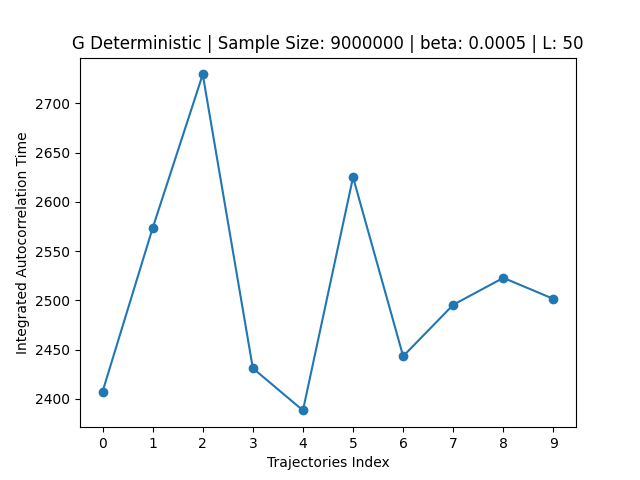 G Deterministic | Sample Size: 9000000 | beta: 0.0005 | L: 50
Integrated Autocorrelation Time
2700
2650
2600
2550
2500
2450
2400
0 1 2 3 4 5 6 7 8 9
Trajectories Index